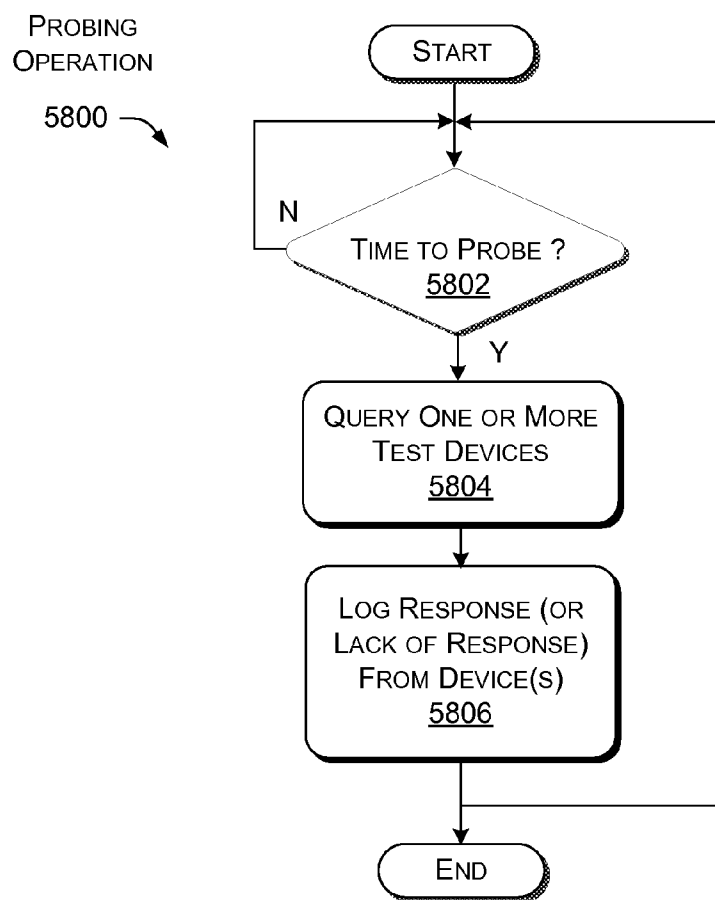 PROBING
OPERATION
5800
START
N
TIME TO PROBE ?
5802
Y
QUERY ONE OR MORE
TEST DEVICES
5804
LOG RESPONSE (OR
LACK OF RESPONSE)
FROM DEVICE(S)
5806
END